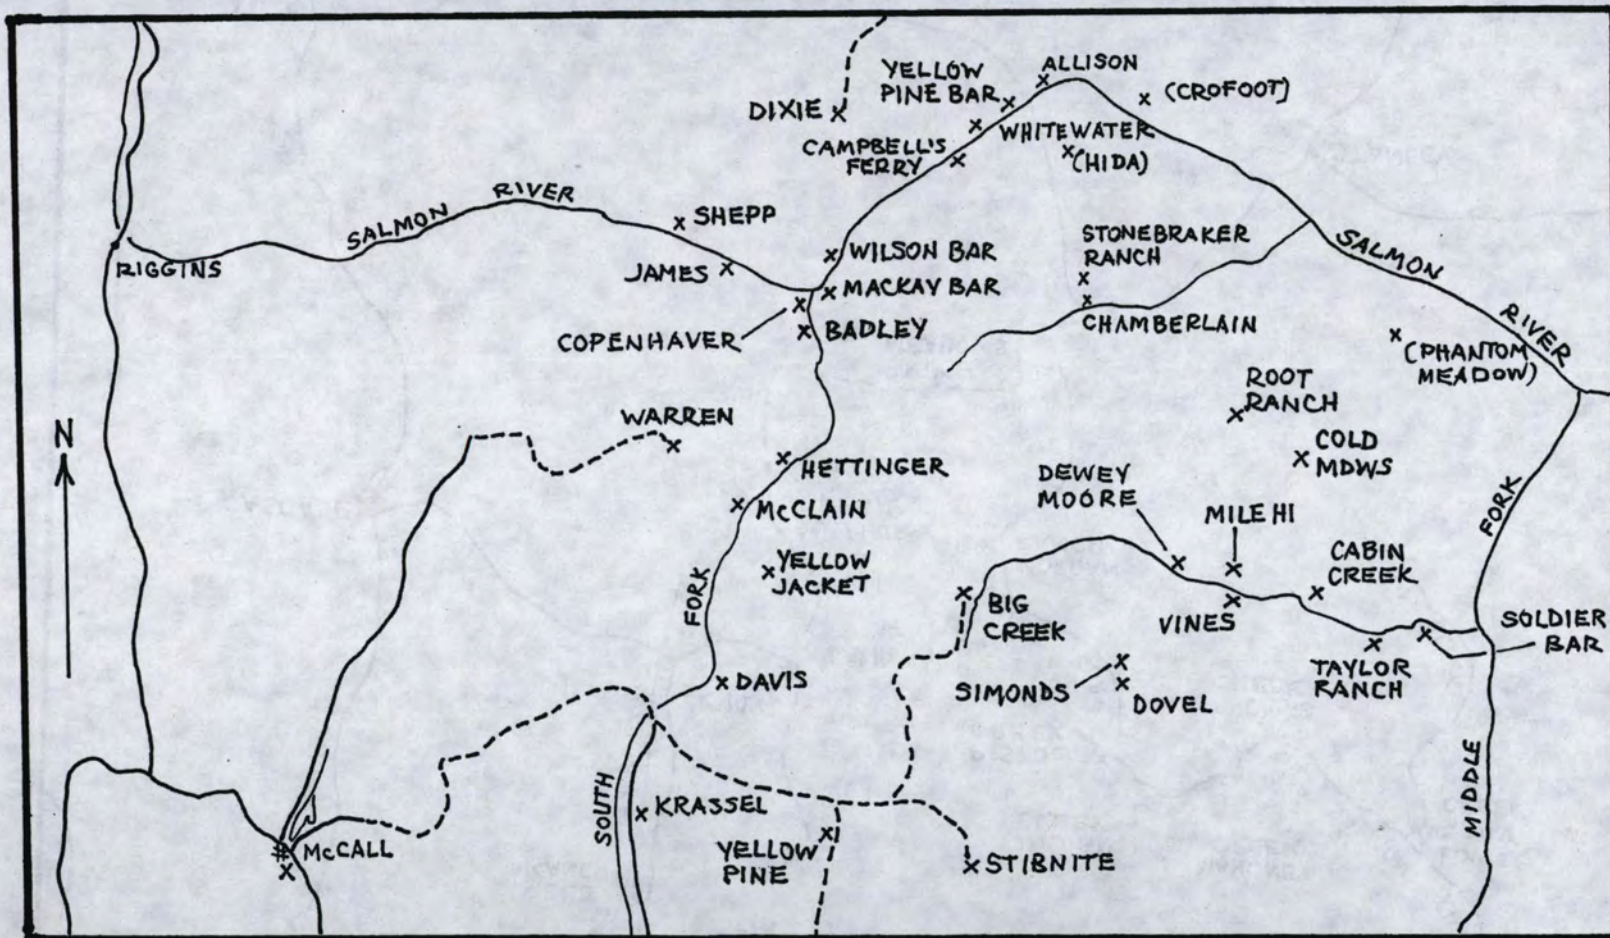 ALLISON
YELLOW
PINE BAR
(CROFOOT)
DIXIE
WHITEWATER
CAMPBELL'S
FERRY
(HIDA)
SALMON RIVER
SHEPP
WILSON BAR
STONEBRAKER
RANCH
SALMON RIVER
RIGGINS
JAMES
MACKAY BAR
CHAMBERLAIN
COPENHAVER
BADLEY
(PHANTOM
MEADOW)
ROOT
RANCH
WARREN
N
COLD
MDWS
HETTINGER
DEWEY
MOORE
McCLAIN
MILE HI
YELLOW
JACKET
CABIN
CREEK
BIG
CREEK
VINES
SOLDIER
BAR
TAYLOR
RANCH
SIMONDS
DOVEL
DAVIS
SOUTH FORK
MIDDLE FORK
KRASSEL
McCALL
YELLOW
PINE
STIBNITE